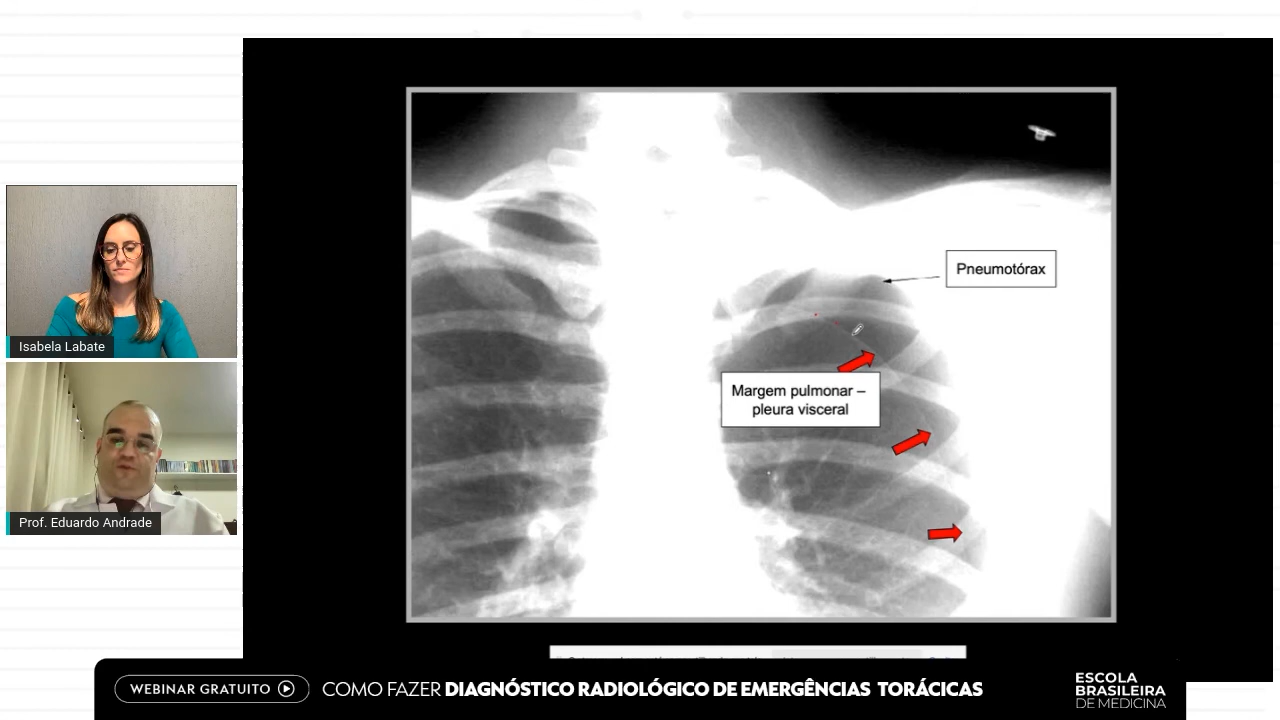 Isabela Labate
Prof. Eduardo Andrade
Pneumotórax
Margem pulmonar –
pleura visceral
WEBINAR GRATUITO
COMO FAZER DIAGNÓSTICO RADIOLÓGICO DE EMERGÊNCIAS TORÁCICAS
ESCOLA
BRASILEIRA
DE MEDICINA